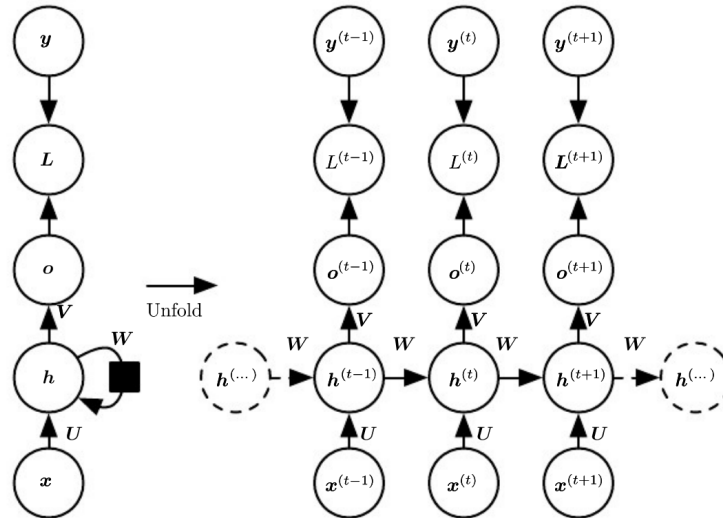 y y^{(t−1)} y^{(t)} y^{(t+1)}
L L^{(t−1)} L^{(t)} L^{(t+1)}
o o^{(t−1)} o^{(t)} o^{(t+1)}
Unfold
V V V V
W W W W W
h h^{(...)} h^{(t−1)} h^{(t)} h^{(t+1)} h^{(...)}
U U U U
x x^{(t−1)} x^{(t)} x^{(t+1)}